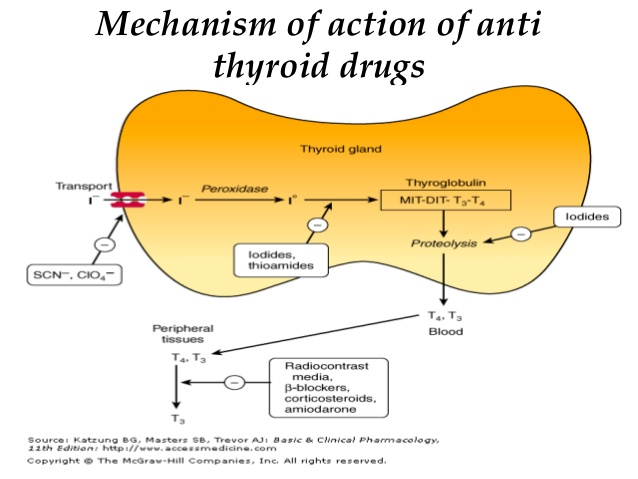 Mechanism of action of anti
thyroid drugs
Thyroid gland
Transport
I⁻
I⁻
Peroxidase
I°
Thyroglobulin
MIT-DIT- T₃-T₄
Iodides
Proteolysis
SCN⁻, ClO₄⁻
Iodides,
thioamides
T₄, T₃
Blood
Peripheral
tissues
T₄, T₃
Radiocontrast
media,
β-blockers,
corticosteroids,
amiodarone
T₃
Source: Katzung BG, Masters SB, Trevor AJ: Basic & Clinical Pharmacology,
11th Edition: http://www.accessmedicine.com
Copyright © The McGraw-Hill Companies, Inc. All rights reserved.